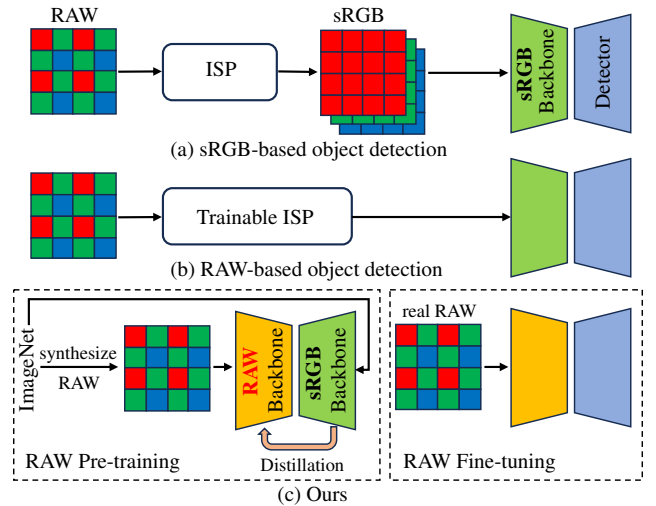 RAW
sRGB
ISP
sRGB
Backbone
Detector
(a) sRGB-based object detection
Trainable ISP
(b) RAW-based object detection
ImageNet
synthesize
RAW
RAW
Backbone
sRGB
Backbone
Distillation
RAW Pre-training
real RAW
RAW Fine-tuning
(c) Ours